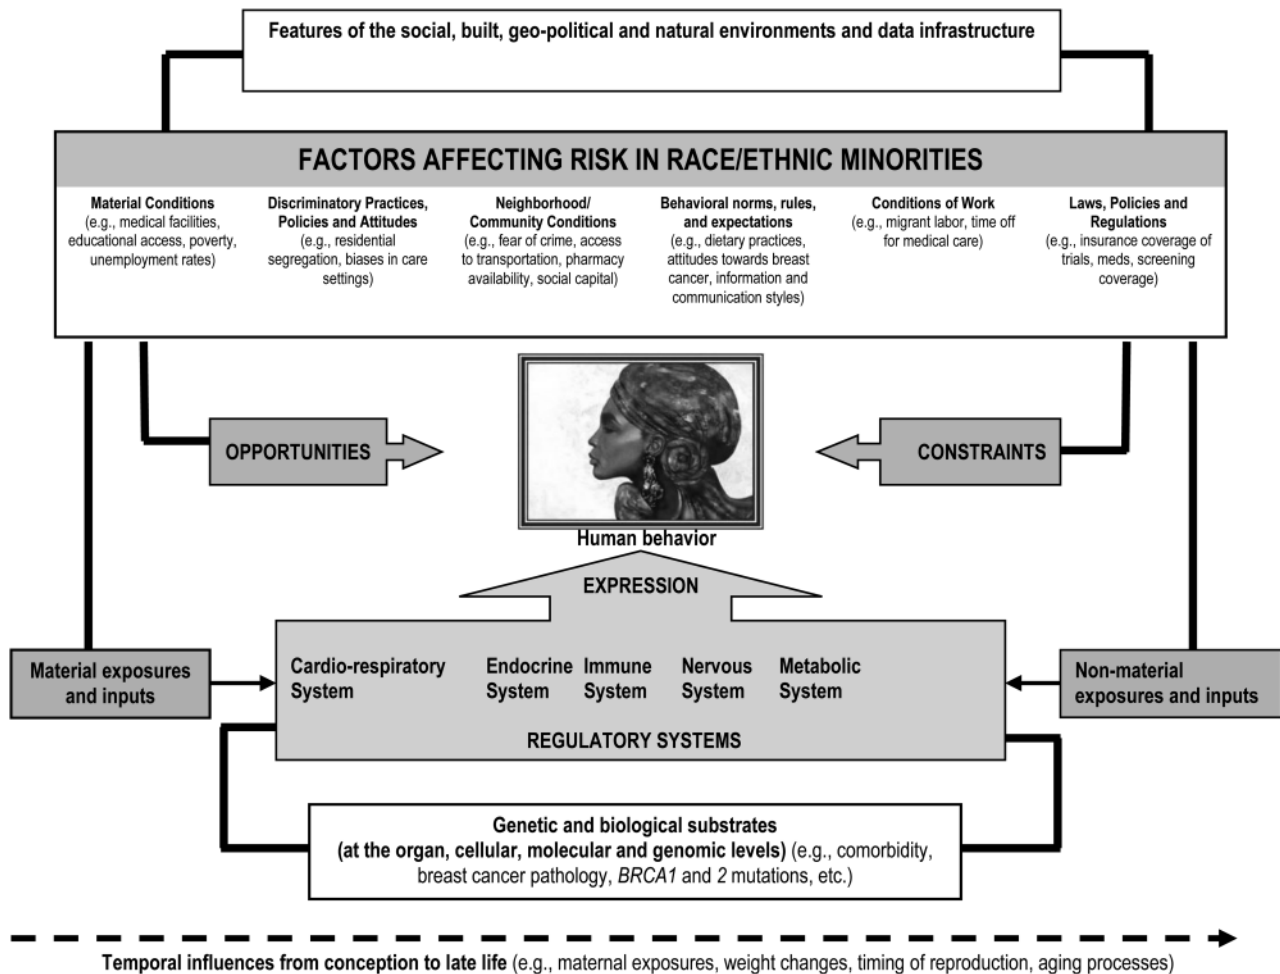 Features of the social, built, geo-political and natural environments and data infrastructure
FACTORS AFFECTING RISK IN RACE/ETHNIC MINORITIES
Material Conditions
(e.g., medical facilities,
educational access, poverty,
unemployment rates)
Discriminatory Practices,
Policies and Attitudes
(e.g., residential
segregation, biases in care
settings)
Neighborhood/
Community Conditions
(e.g., fear of crime, access
to transportation, pharmacy
availability, social capital)
Behavioral norms, rules,
and expectations
(e.g., dietary practices,
attitudes towards breast
cancer, information and
communication styles)
Conditions of Work
(e.g., migrant labor, time off
for medical care)
Laws, Policies and
Regulations
(e.g., insurance coverage of
trials, meds, screening
coverage)
OPPORTUNITIES
CONSTRAINTS
Human behavior
EXPRESSION
Material exposures
and inputs
Cardio-respiratory
System
Endocrine
System
Immune
System
Nervous
System
Metabolic
System
REGULATORY SYSTEMS
Non-material
exposures and inputs
Genetic and biological substrates
(at the organ, cellular, molecular and genomic levels) (e.g., comorbidity,
breast cancer pathology, BRCA1 and 2 mutations, etc.)
Temporal influences from conception to late life (e.g., maternal exposures, weight changes, timing of reproduction, aging processes)